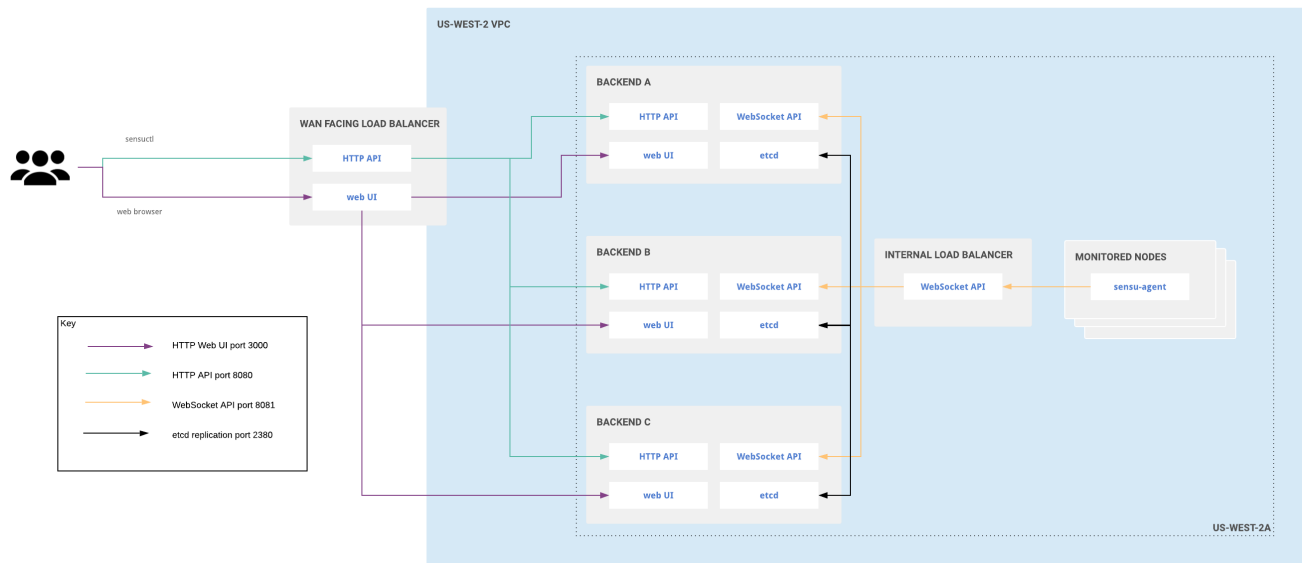 US-WEST-2 VPC
WAN FACING LOAD BALANCER
HTTP API
web UI
sensuctl
web browser
BACKEND A
HTTP API
WebSocket API
web UI
etcd
BACKEND B
HTTP API
WebSocket API
web UI
etcd
BACKEND C
HTTP API
WebSocket API
web UI
etcd
INTERNAL LOAD BALANCER
WebSocket API
MONITORED NODES
sensu-agent
US-WEST-2A
Key
HTTP Web UI port 3000
HTTP API port 8080
WebSocket API port 8081
etcd replication port 2380